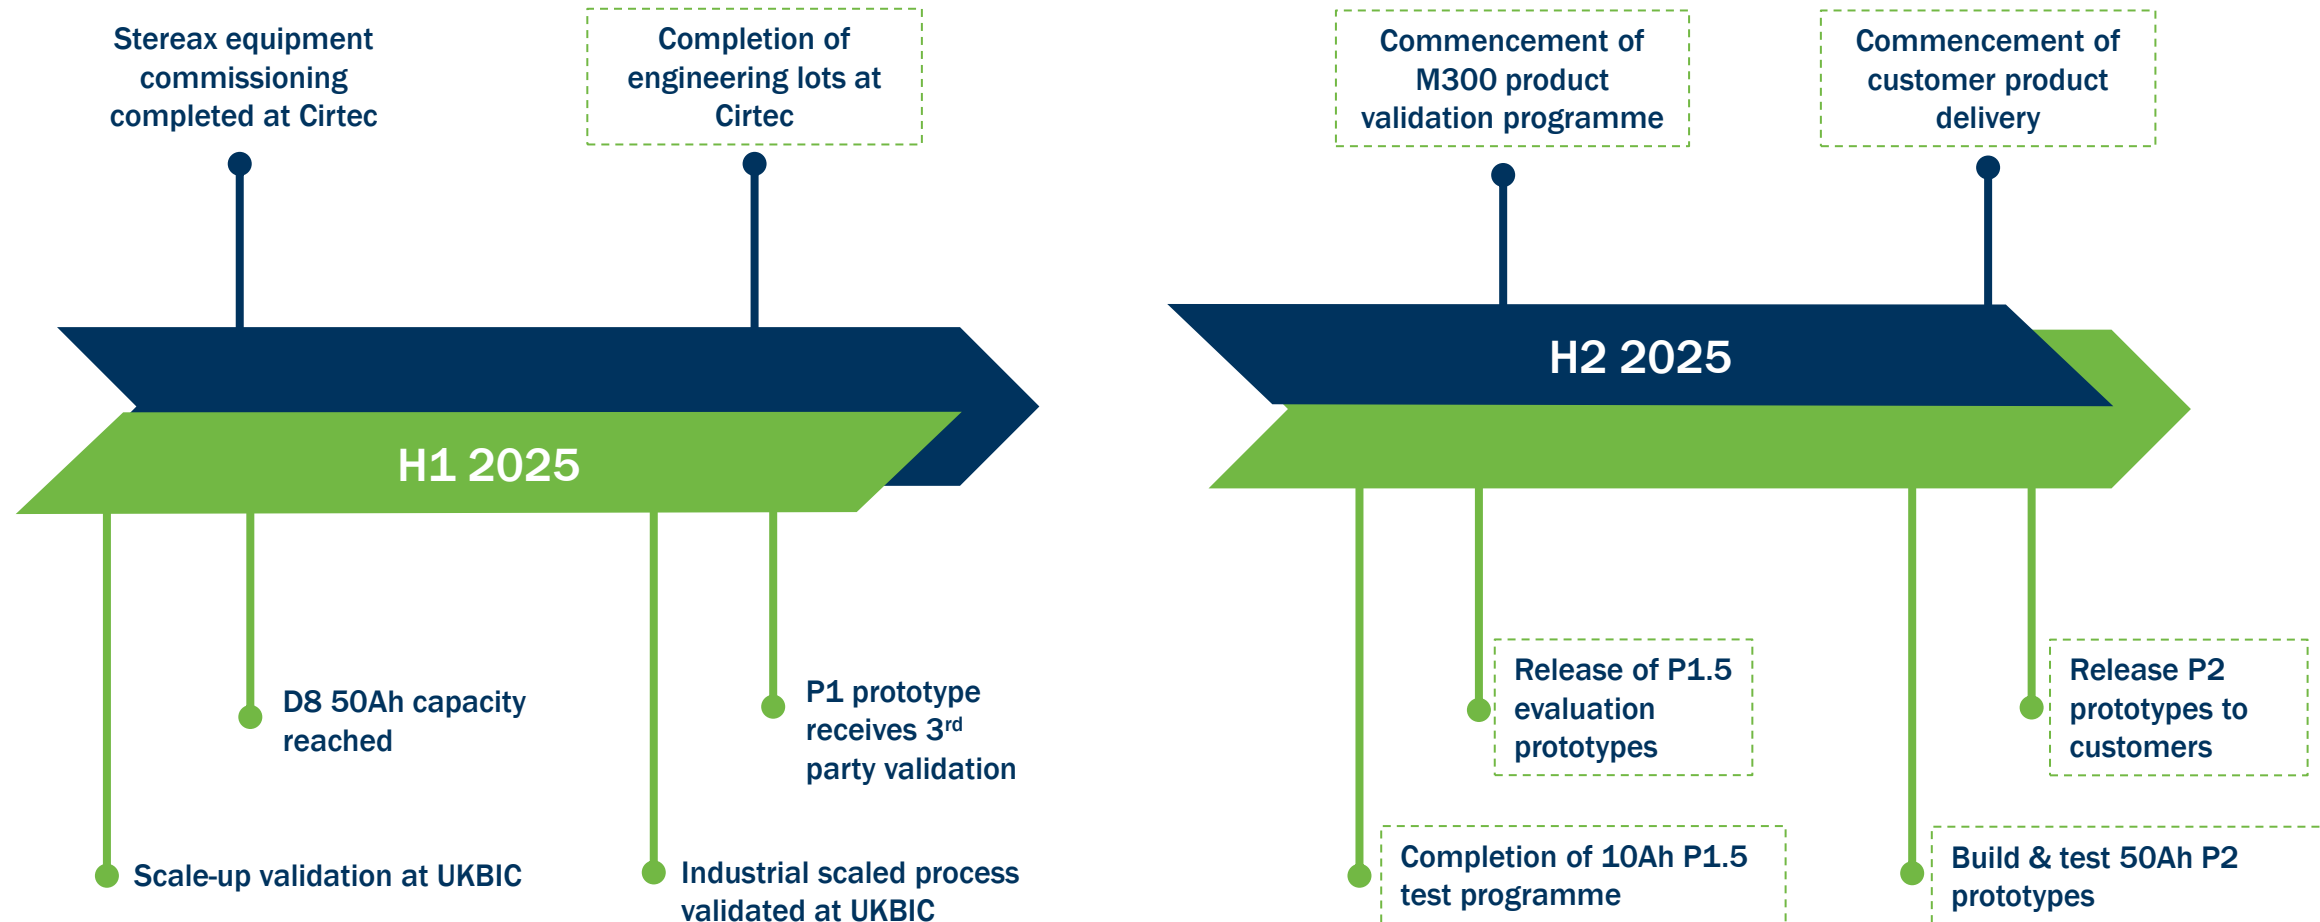 Stereax equipment
commissioning
completed at Cirtec
Completion of
engineering lots at
Cirtec
Commencement of
M300 product
validation programme
Commencement of
customer product
delivery
H1 2025
H2 2025
D8 50Ah capacity
reached
P1 prototype
receives 3rd
party validation
Release of P1.5
evaluation
prototypes
Release P2
prototypes to
customers
Scale-up validation at UKBIC
Industrial scaled process
validated at UKBIC
Completion of 10Ah P1.5
test programme
Build & test 50Ah P2
prototypes